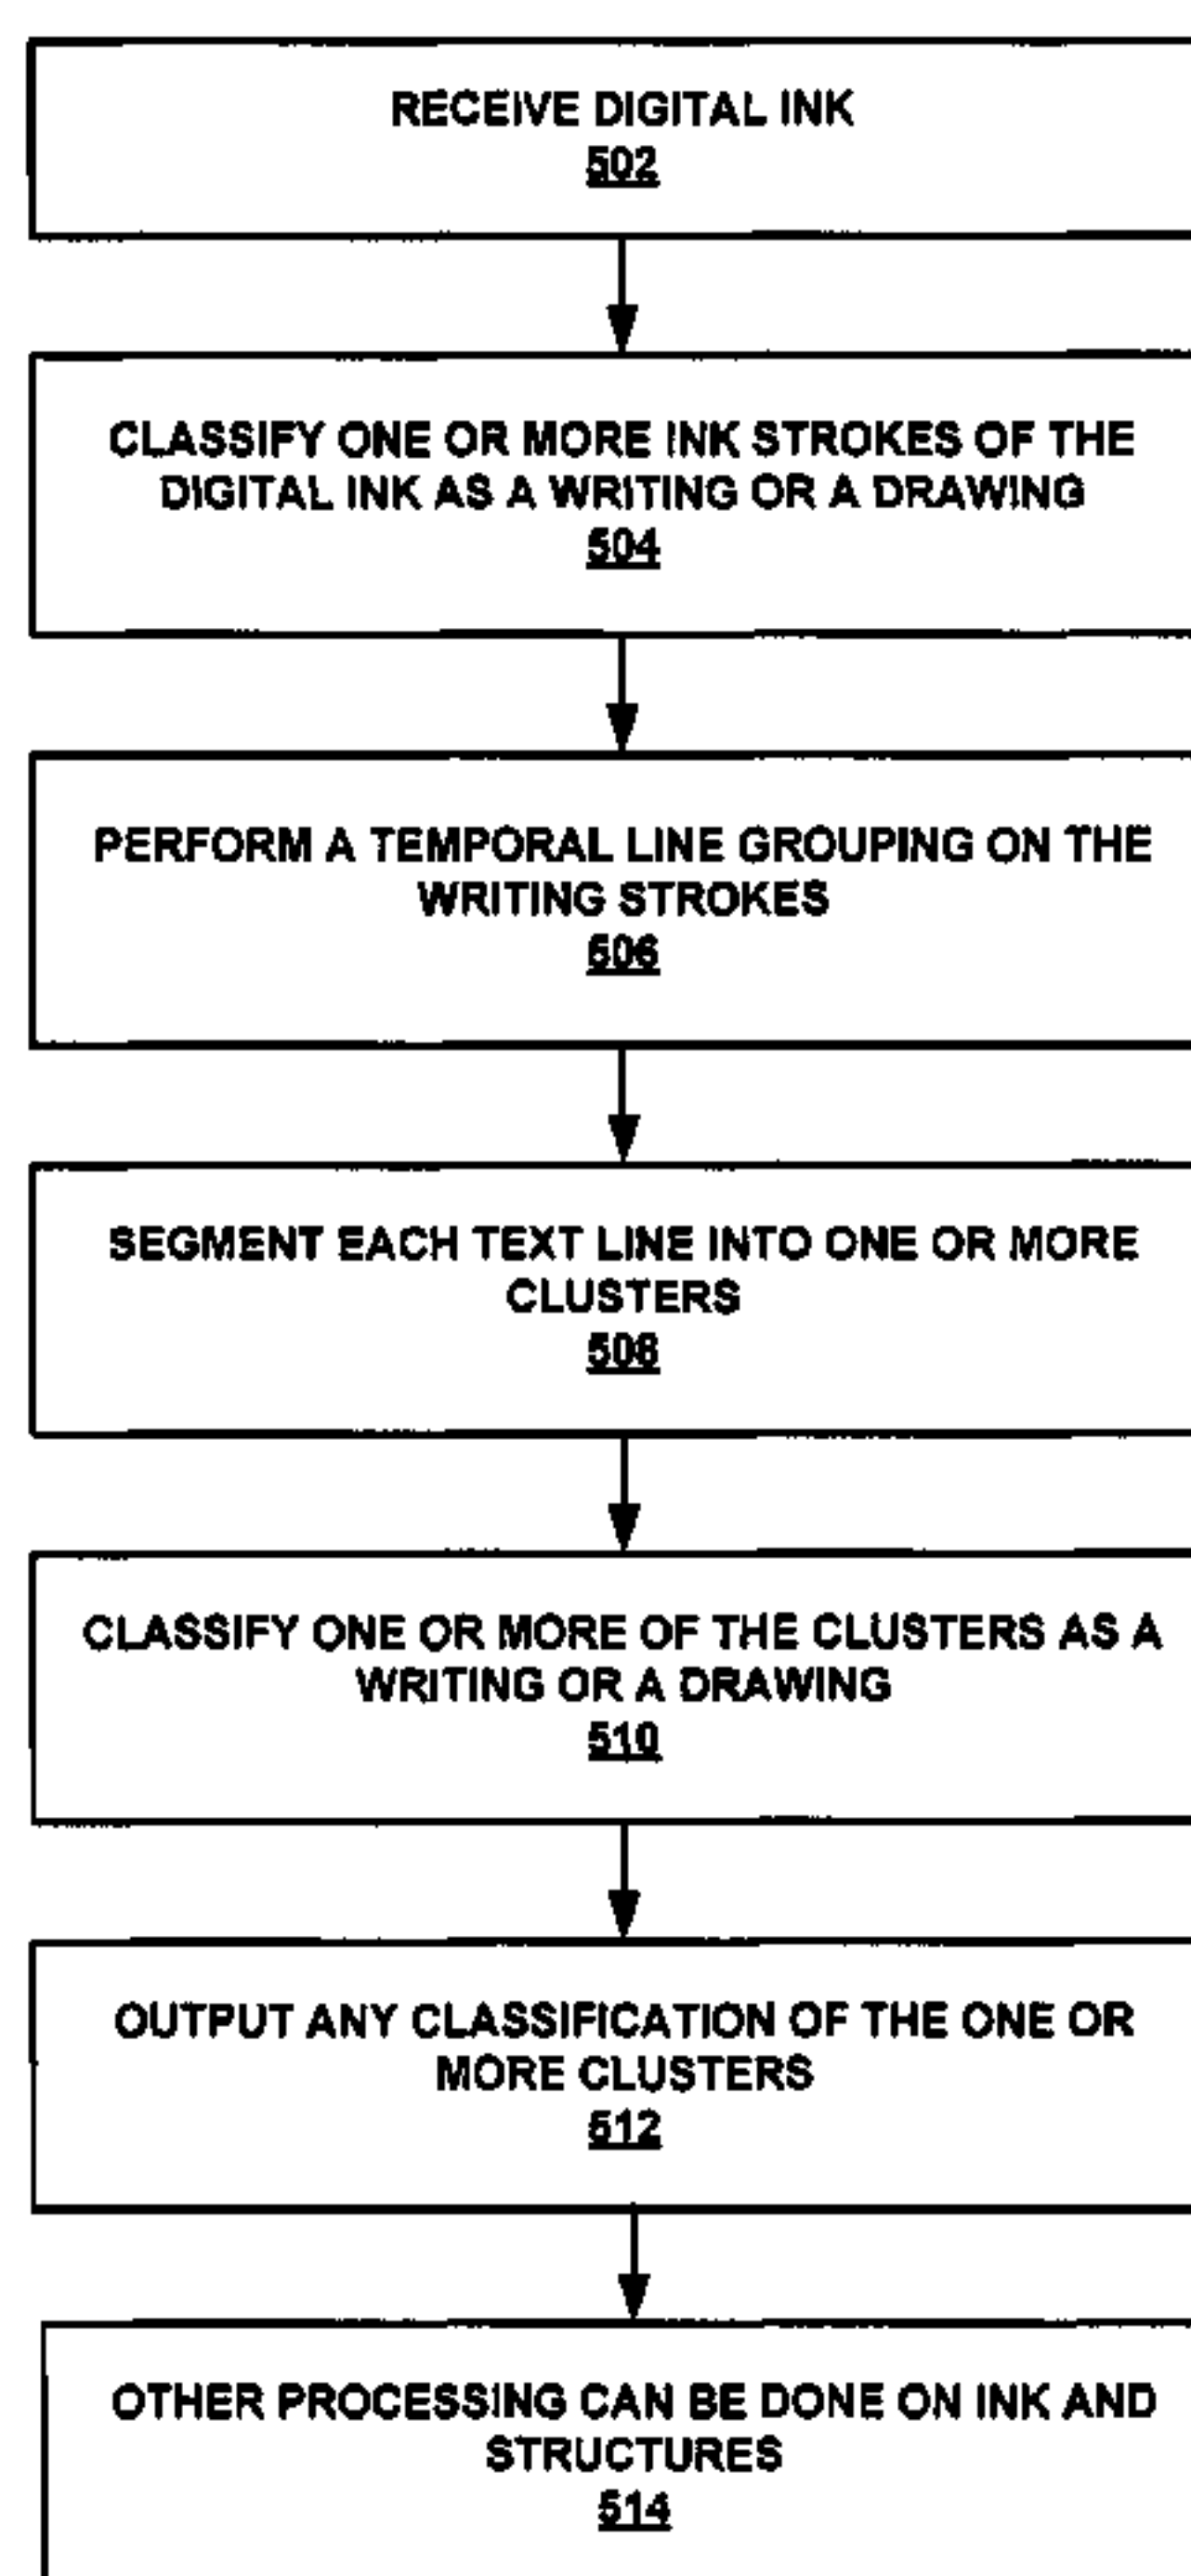 RECEIVE DIGITAL INK
502
CLASSIFY ONE OR MORE INK STROKES OF THE
DIGITAL INK AS A WRITING OR A DRAWING
504
PERFORM A TEMPORAL LINE GROUPING ON THE
WRITING STROKES
506
SEGMENT EACH TEXT LINE INTO ONE OR MORE
CLUSTERS
508
CLASSIFY ONE OR MORE OF THE CLUSTERS AS A
WRITING OR A DRAWING
510
OUTPUT ANY CLASSIFICATION OF THE ONE OR
MORE CLUSTERS
512
OTHER PROCESSING CAN BE DONE ON INK AND
STRUCTURES
514